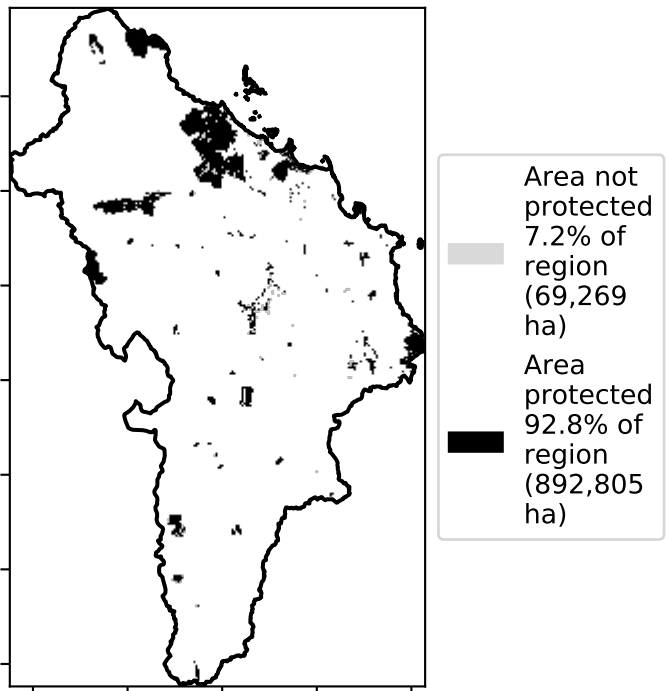 Area not
protected
7.2% of
region
(69,269
ha)
Area
protected
92.8% of
region
(892,805
ha)